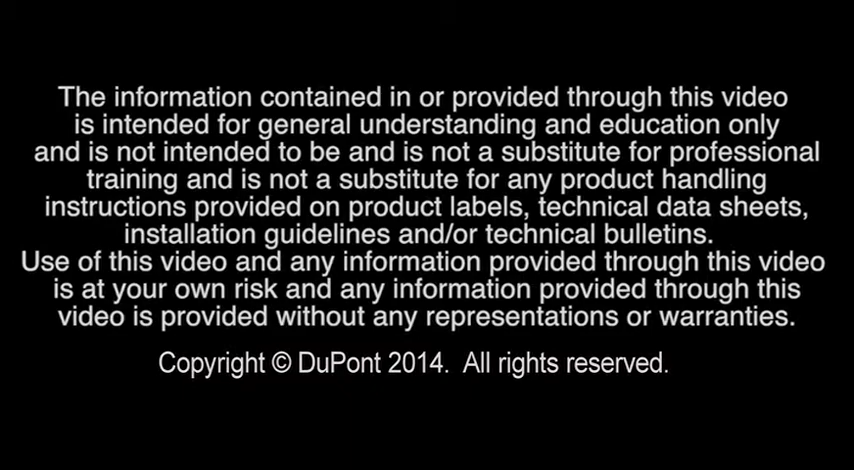 The information contained in or provided through this video
is intended for general understanding and education only
and is not intended to be and is not a substitute for professional
training and is not a substitute for any product handling
instructions provided on product labels, technical data sheets,
installation guidelines and/or technical bulletins.
Use of this video and any information provided through this video
is at your own risk and any information provided through this
video is provided without any representations or warranties.
Copyright © DuPont 2014.  All rights reserved.